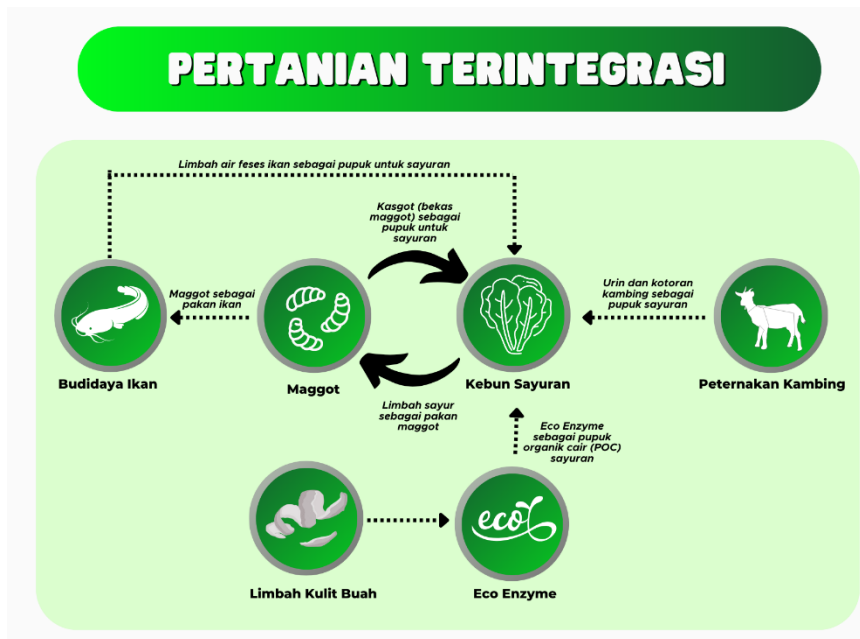 PERTANIAN TERINTEGRASI
Limbah air feses ikan sebagai pupuk untuk sayuran
Kasgot (bekas
maggot) sebagai
pupuk untuk
sayuran
Maggot sebagai
pakan ikan
Urin dan kotoran
kambing sebagai
pupuk sayuran
Budidaya Ikan
Maggot
Kebun Sayuran
Peternakan Kambing
Limbah sayur
sebagai pakan
maggot
Eco Enzyme
sebagai pupuk
organik cair (POC)
sayuran
eco
Limbah Kulit Buah
Eco Enzyme